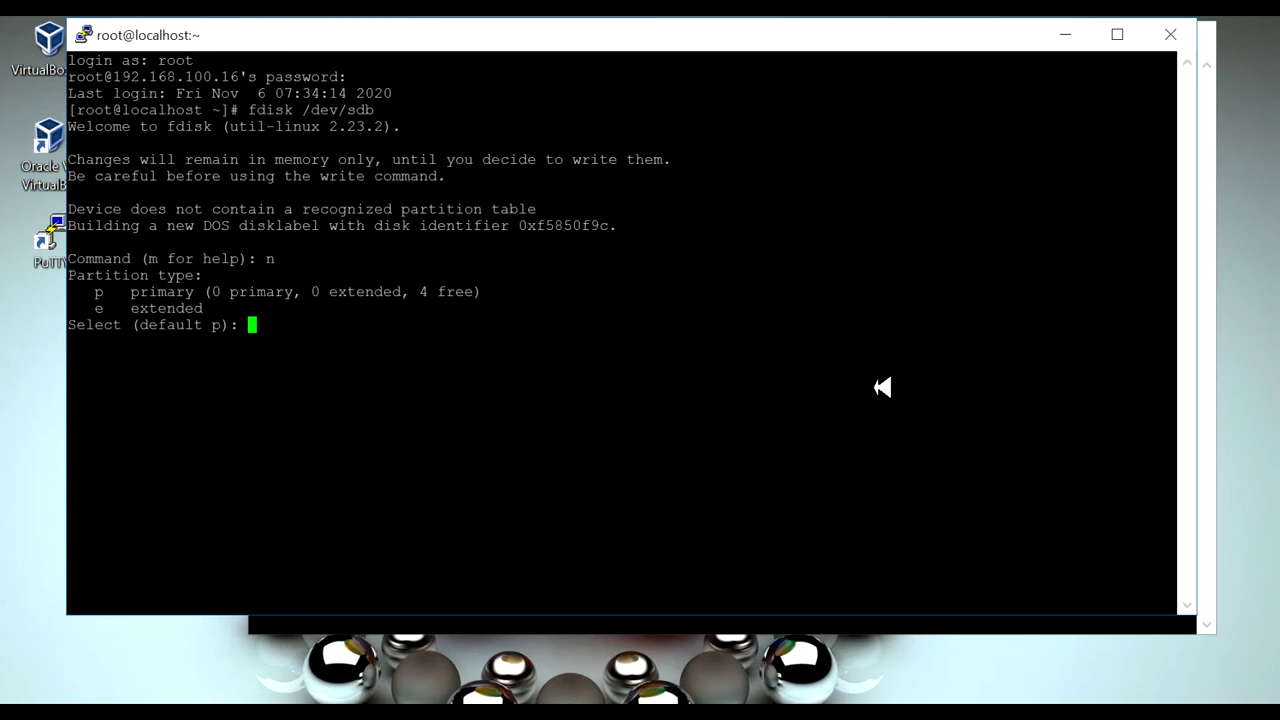 root@localhost:~
login as: root
root@192.168.100.16's password:
Last login: Fri Nov  6 07:34:14 2020
[root@localhost ~]# fdisk /dev/sdb
Welcome to fdisk (util-linux 2.23.2).
Changes will remain in memory only, until you decide to write them.
Be careful before using the write command.
Device does not contain a recognized partition table
Building a new DOS disklabel with disk identifier 0xf5850f9c.
Command (m for help): n
Partition type:
   p   primary (0 primary, 0 extended, 4 free)
   e   extended
Select (default p):
VirtualBo
Oracle
VirtualB
PuTTY